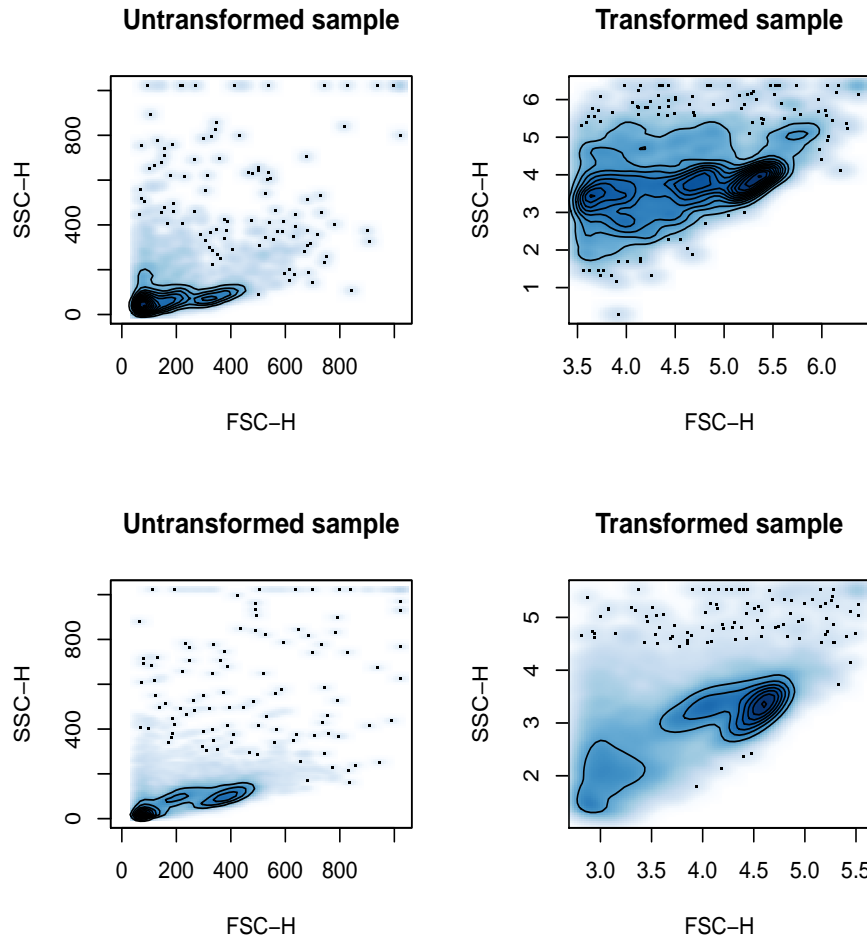 Untransformed sample
Transformed sample
SSC−H
0 400 800
0 200 400 600 800
FSC−H
SSC−H
1 2 3 4 5 6
3.5 4.0 4.5 5.0 5.5 6.0
FSC−H
Untransformed sample
Transformed sample
SSC−H
0 400 800
0 200 400 600 800
FSC−H
SSC−H
2 3 4 5
3.0 3.5 4.0 4.5 5.0 5.5
FSC−H